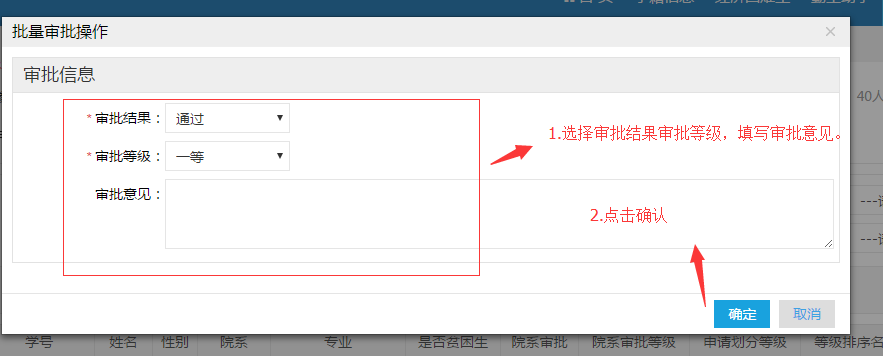 批量审批操作 ×
审批信息
* 审批结果： 通过
1.选择审批结果审批等级，填写审批意见。
* 审批等级： 一等
审批意见：
2.点击确认
确定 取消
40人
---
---
学号 姓名 性别 院系 专业 是否贫困生 院系审批 院系审批等级 申请划分等级 等级排序名